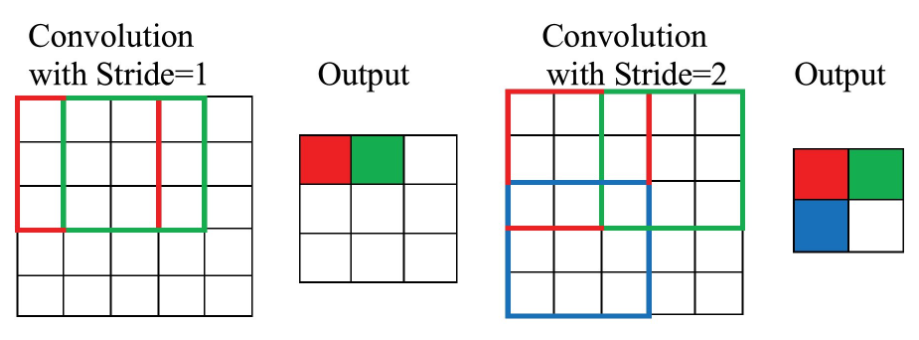 Convolution
with Stride=1
Output
Convolution
with Stride=2
Output